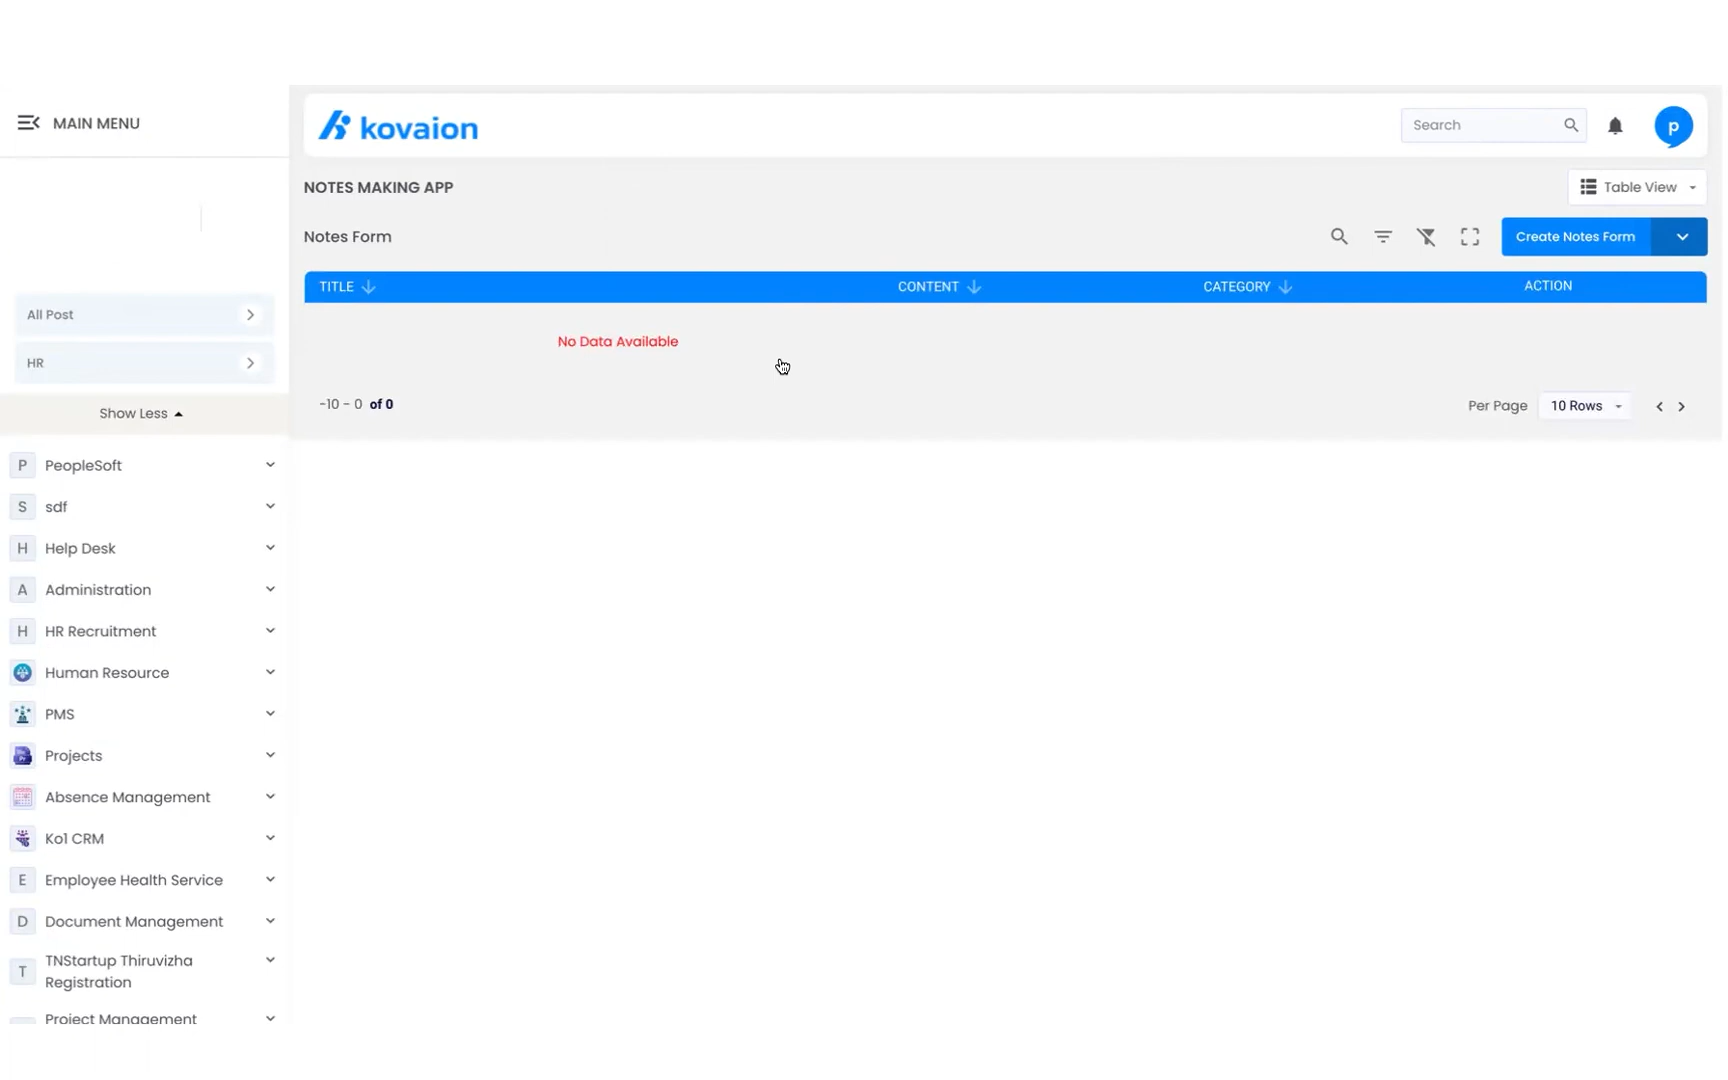 MAIN MENU
kovaion
Search
p
NOTES MAKING APP
Table View
Notes Form
Create Notes Form
TITLE
CONTENT
CATEGORY
ACTION
No Data Available
-10 - 0 of 0
Per Page
10 Rows
All Post
HR
Show Less
P PeopleSoft
S sdf
H Help Desk
A Administration
H HR Recruitment
Human Resource
PMS
Projects
Absence Management
Ko1 CRM
E Employee Health Service
D Document Management
T TNStartup Thiruvizha
Registration
Project Management